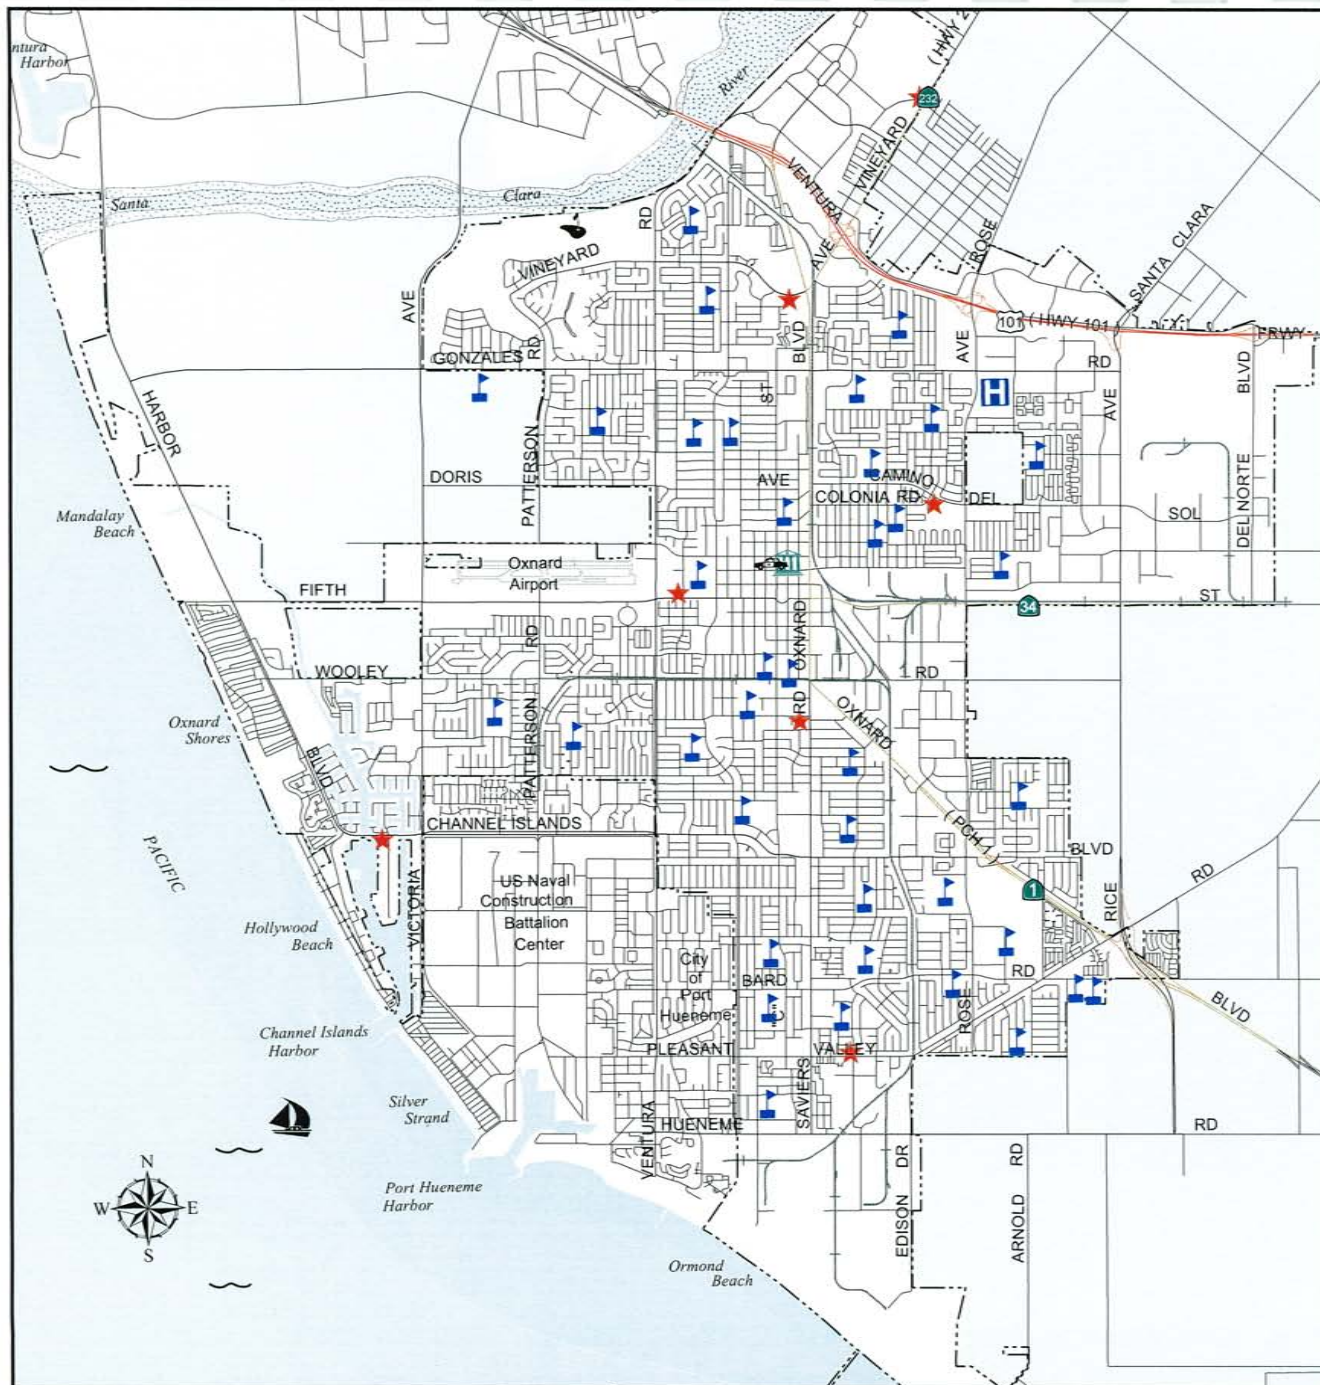 ntura
Harbor
( HWY 2
River
232
VINEYARD
VENTURA
Santa
Clara
RD
AVE
ROSE
SANTA CLARA
VINEYARD
AVE
BLVD
101
( HWY 101 )
FRWY
GONZALES
RD
ST
AVE
RD
BLVD
H
AVE
HARBOR
PATTERSON
DORIS
AVE
CAMINO
COLONIA RD
DEL
SOL
DEL NORTE
Mandalay
Beach
Oxnard
Airport
FIFTH
34
ST
RD
OXNARD
WOOLEY
RD
Oxnard
Shores
PATTERSON
RD
OXNARD
BLVD
CHANNEL ISLANDS
( PCH 1 )
BLVD
PACIFIC
1
RD
US Naval
Construction
Battalion
Center
VICTORIA
RICE
Hollywood
Beach
City
of
Port
Hueneme
BARD
RD
ROSE
"C"
BLVD
Channel Islands
Harbor
PLEASANT
VALLEY
Silver
Strand
SAVIERS
VENTURA
HUENEME
RD
N
W
E
S
Port Hueneme
Harbor
EDISON DR
ARNOLD RD
Ormond
Beach